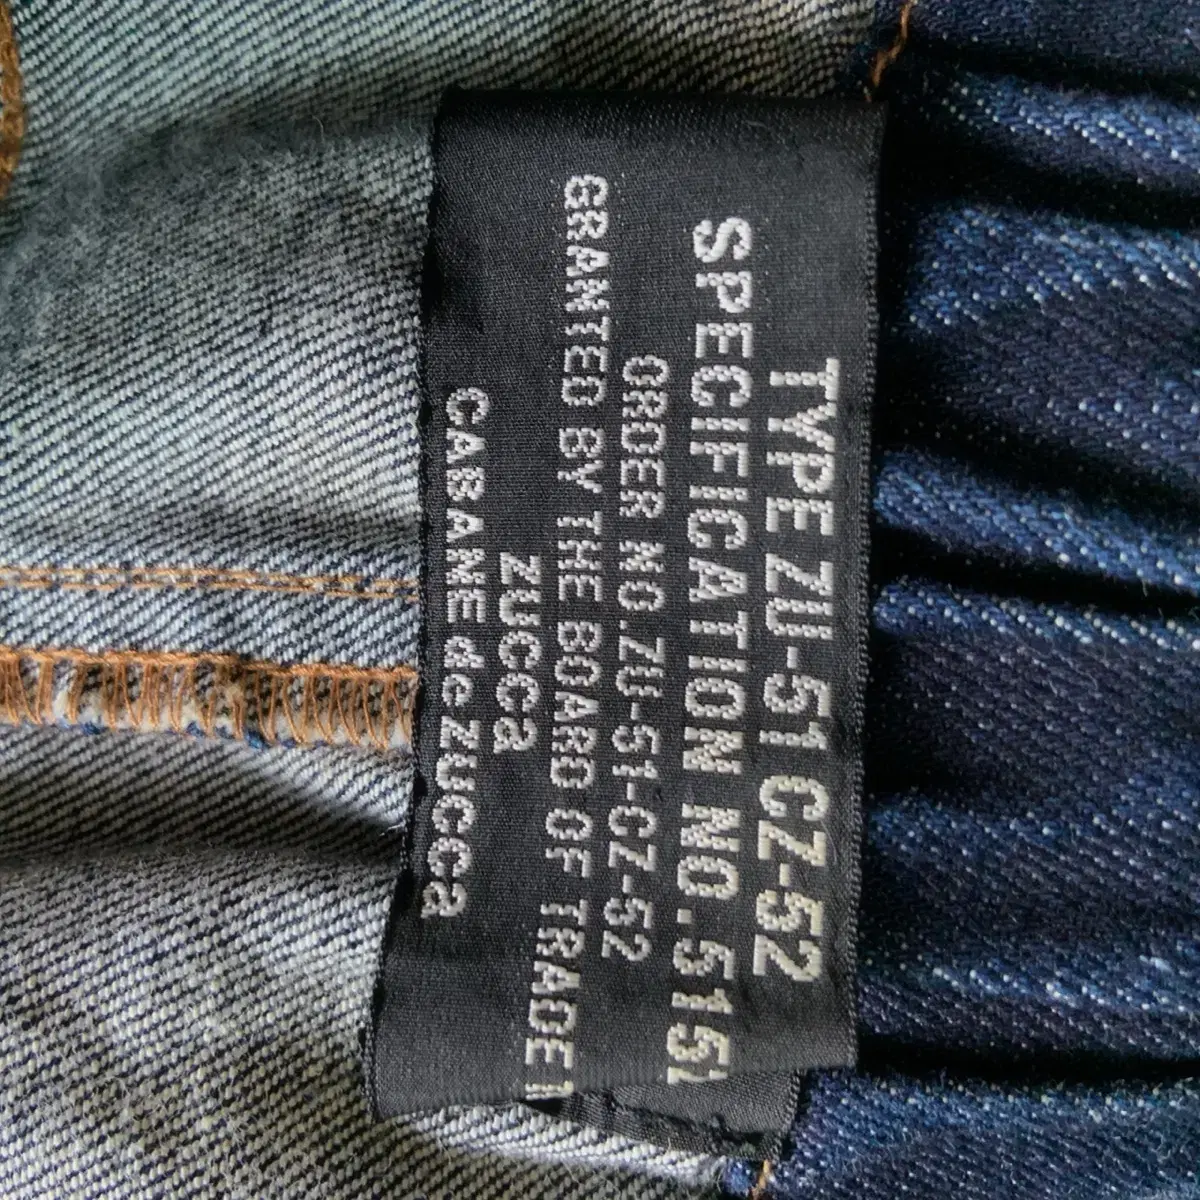 TYPE ZU-51 CZ-52
SPECIFICATION NO.5152
ORDER NO.ZU-51-CZ-52
GRANTED BY THE BOARD OF TRADE
ZUCCa
CABANE de ZUCCa